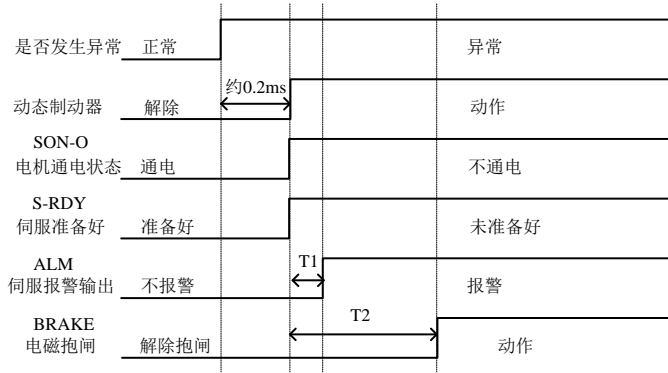 是否发生异常 正常 异常
约0.2ms
动态制动器 解除 动作
SON-O
电机通电状态 通电 不通电
S-RDY
伺服准备好 准备好 未准备好
ALM T1
伺服报警输出 不报警 报警
BRAKE T2
电磁抱闸 解除抱闸 动作